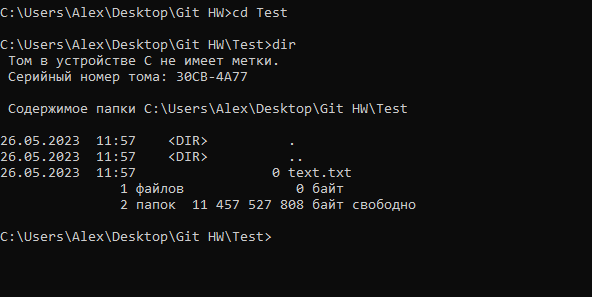 C:\Users\Alex\Desktop\Git HW>cd Test
C:\Users\Alex\Desktop\Git HW\Test>dir
Том в устройстве C не имеет метки.
Серийный номер тома: 30CB-4A77
Содержимое папки C:\Users\Alex\Desktop\Git HW\Test
26.05.2023  11:57    <DIR>          .
26.05.2023  11:57    <DIR>          ..
26.05.2023  11:57                 0 text.txt
1 файлов              0 байт
2 папок  11 457 527 808 байт свободно
C:\Users\Alex\Desktop\Git HW\Test>